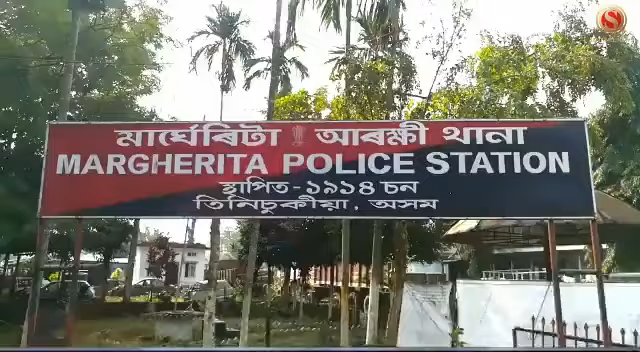 মাৰ্ঘেৰিটা আৰক্ষী থানা
MARGHERITA POLICE STATION
স্থাপিত-১৯১৪ চন
তিনিচুকীয়া, অসম
S